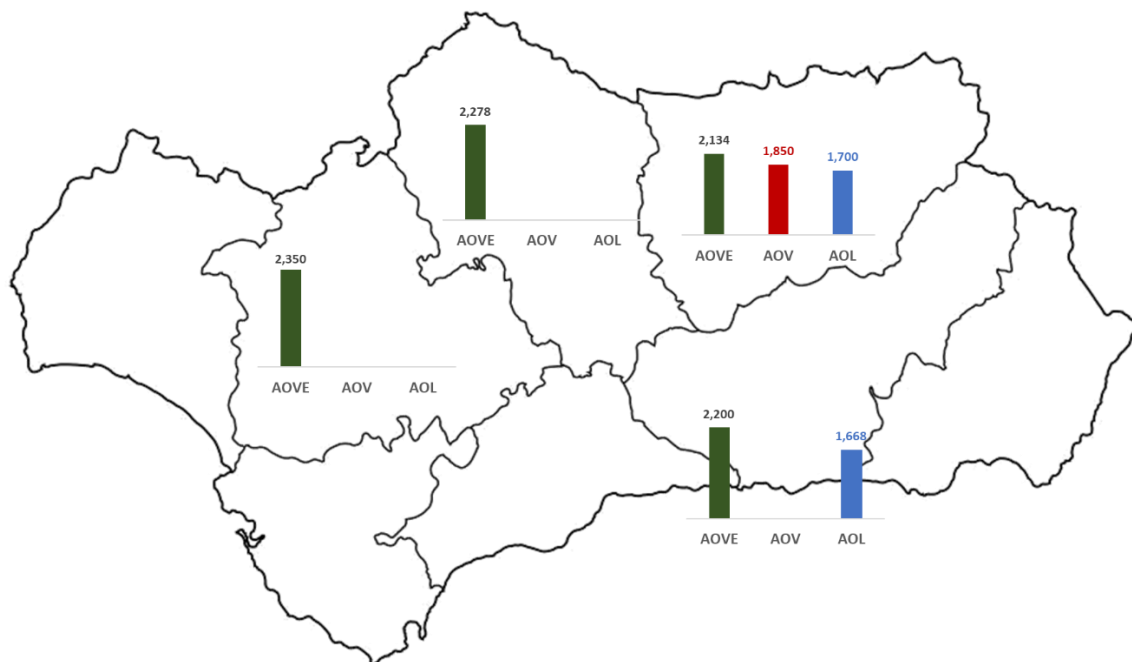 2,278
AOVE AOV AOL
2,134 1,850 1,700
AOVE AOV AOL
2,350
AOVE AOV AOL
2,200 1,668
AOVE AOV AOL